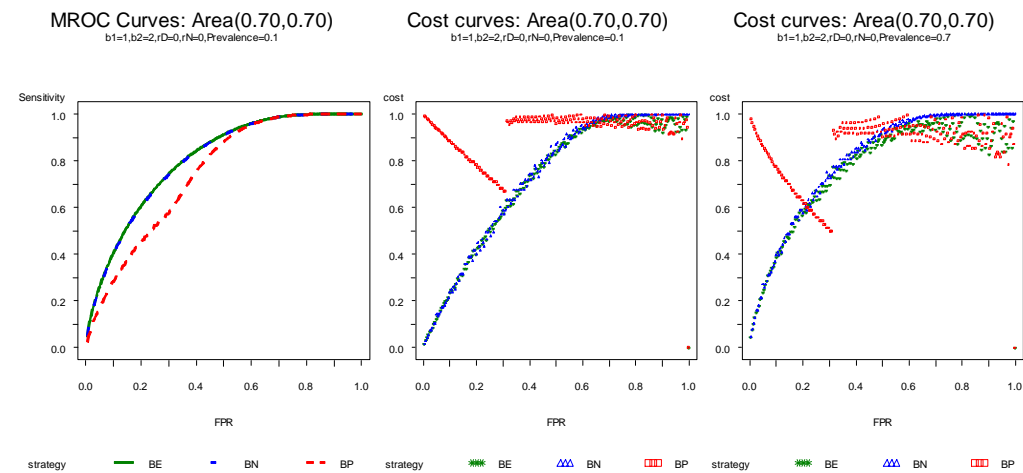 MROC Curves: Area(0.70,0.70)
b1=1,b2=2,rD=0,rN=0,Prevalence=0.1
Sensitivity
1.0
0.8
0.6
0.4
0.2
0.0
0.0 0.2 0.4 0.6 0.8 1.0
FPR
strategy BE BN BP
Cost curves: Area(0.70,0.70)
b1=1,b2=2,rD=0,rN=0,Prevalence=0.1
cost
1.0
0.8
0.6
0.4
0.2
0.0
0.0 0.2 0.4 0.6 0.8 1.0
FPR
strategy BE BN BP
Cost curves: Area(0.70,0.70)
b1=1,b2=2,rD=0,rN=0,Prevalence=0.7
cost
1.0
0.8
0.6
0.4
0.2
0.0
0.0 0.2 0.4 0.6 0.8 1.0
FPR
strategy BE BN BP